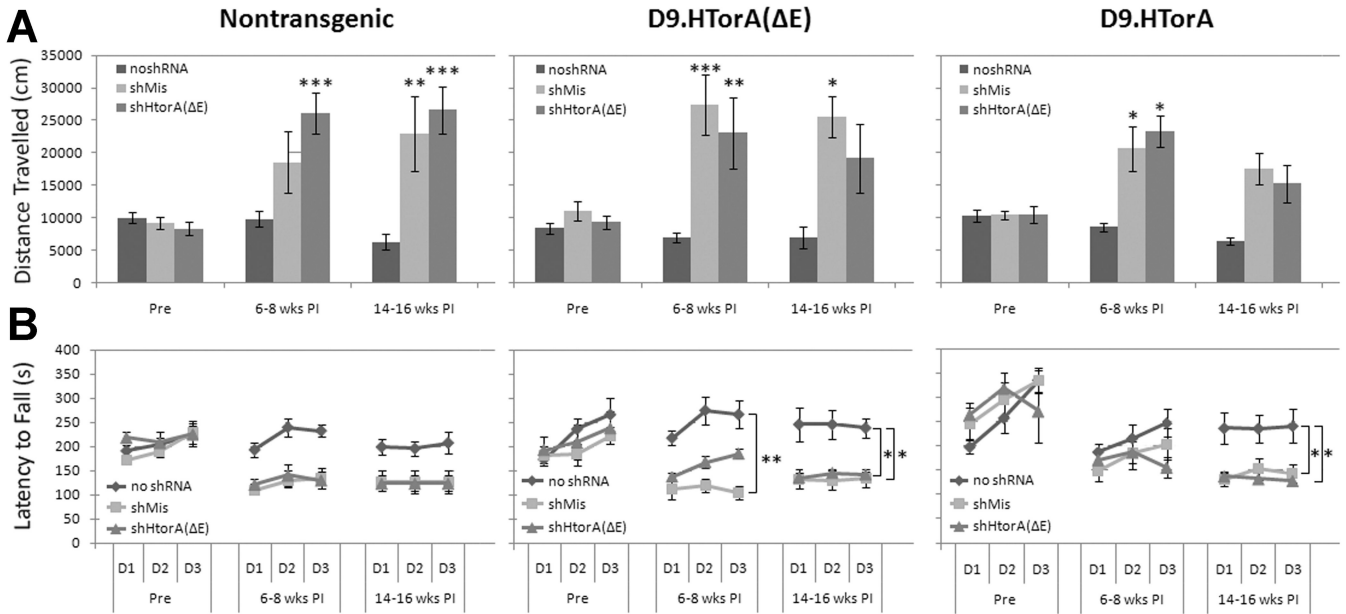 A
Nontransgenic
D9.HTorA(ΔE)
D9.HTorA
Distance Travelled (cm)
35000
30000
25000
20000
15000
10000
5000
0
noshRNA
shMis
shHtorA(ΔE)
***
**
***
Pre
6-8 wks PI
14-16 wks PI
noshRNA
shMis
shHtorA(ΔE)
***
**
*
Pre
6-8 wks PI
14-16 wks PI
noshRNA
shMis
shHtorA(ΔE)
*
*
Pre
6-8 wks PI
14-16 wks PI
B
Latency to Fall (s)
400
350
300
250
200
150
100
50
0
no shRNA
shMis
shHtorA(ΔE)
D1 D2 D3 D1 D2 D3 D1 D2 D3
Pre 6-8 wks PI 14-16 wks PI
no shRNA
shMis
shHtorA(ΔE)
**
* *
D1 D2 D3 D1 D2 D3 D1 D2 D3
Pre 6-8 wks PI 14-16 wks PI
no shRNA
shMis
shHtorA(ΔE)
* *
D1 D2 D3 D1 D2 D3 D1 D2 D3
Pre 6-8 wks PI 14-16 wks PI